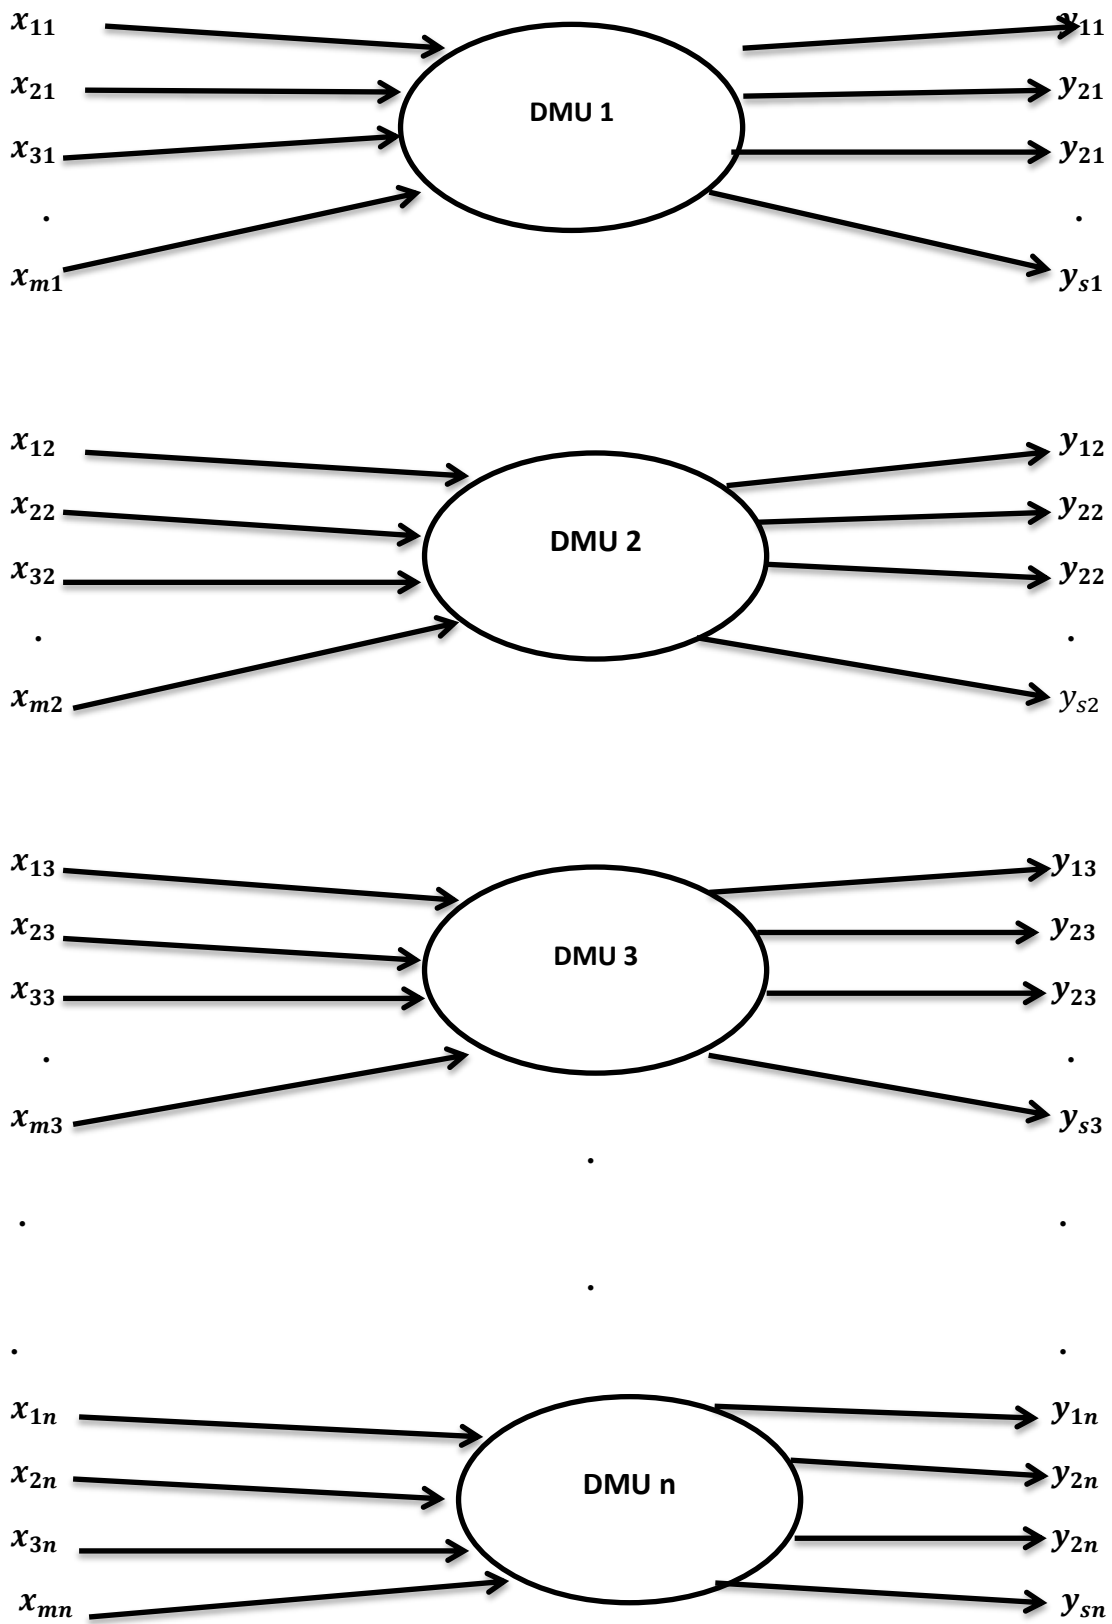 x₁₁ y₁₁
x₂₁ DMU 1 y₂₁
x₃₁ y₂₁
. .
xₘ₁ yₛ₁
x₁₂ y₁₂
x₂₂ DMU 2 y₂₂
x₃₂ y₂₂
. .
xₘ₂ yₛ₂
x₁₃ y₁₃
x₂₃ DMU 3 y₂₃
x₃₃ y₂₃
. .
xₘ₃ yₛ₃
.
. .
.
. .
x₁ₙ y₁ₙ
x₂ₙ DMU n y₂ₙ
x₃ₙ y₂ₙ
xₘₙ yₛₙ